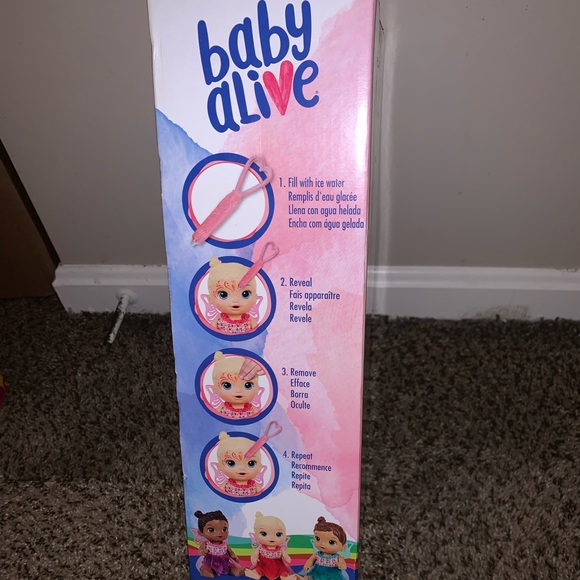 baby
alive
1. Fill with ice water
Remplis d'eau glacée
Llena con agua helada
Encha com água gelada
2. Reveal
Fais apparaître
Revela
Revele
3. Remove
Efface
Borra
Oculte
4. Repeat
Recommence
Repite
Repita